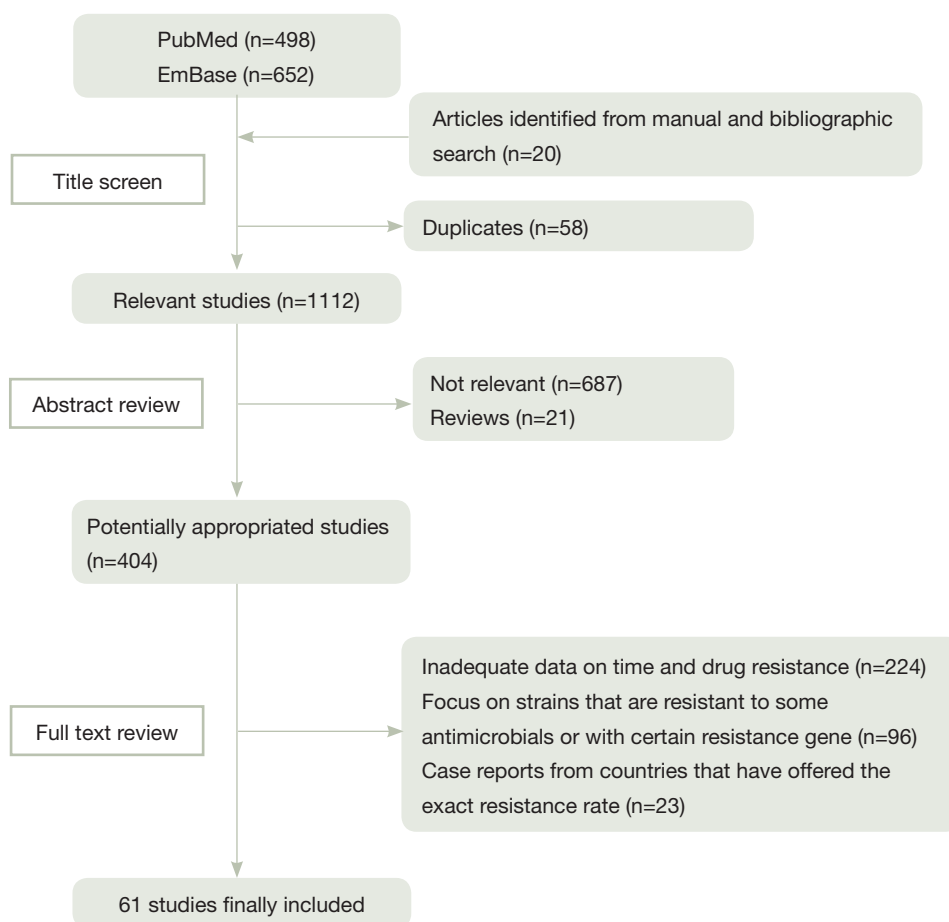 PubMed (n=498)
EmBase (n=652)
Articles identified from manual and bibliographic
search (n=20)
Title screen
Duplicates (n=58)
Relevant studies (n=1112)
Not relevant (n=687)
Abstract review
Reviews (n=21)
Potentially appropriated studies
(n=404)
Inadequate data on time and drug resistance (n=224)
Focus on strains that are resistant to some
Full text review
antimicrobials or with certain resistance gene (n=96)
Case reports from countries that have offered the
exact resistance rate (n=23)
61 studies finally included